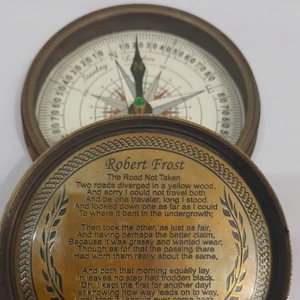 Robert Frost
The Road Not Taken
Two roads diverged in a yellow wood,
And sorry I could not travel both
And be one traveler, long I stood
And looked down one as far as I could
To where it bent in the undergrowth;
Then took the other, as just as fair,
And having perhaps the better claim,
Because it was grassy and wanted wear;
Though as for that the passing there
Had worn them really about the same,
And both that morning equally lay
In leaves no step had trodden black.
Oh, I kept the first for another day!
Yet knowing how way leads on to way,